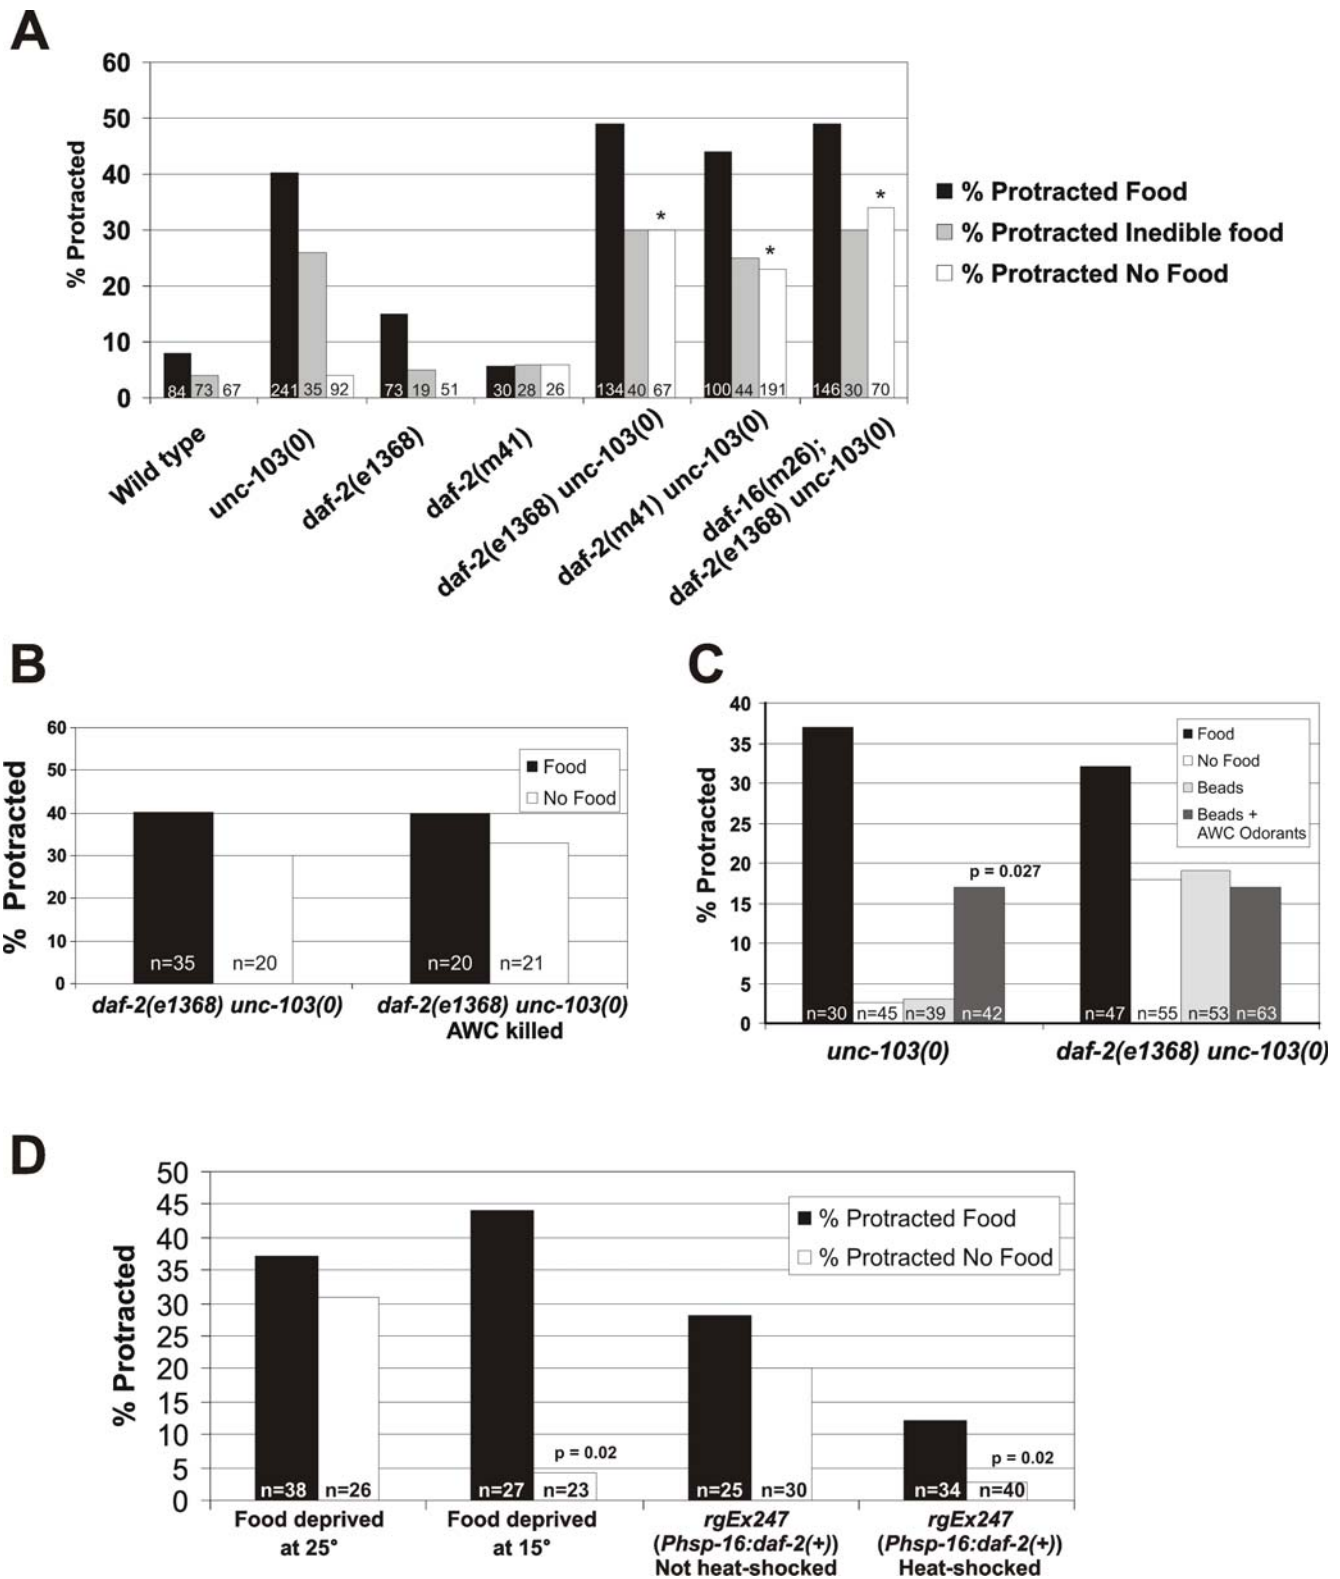 A
60
50
40
30
20
10
0
% Protracted
* * *
84 73 67 241 35 92 73 19 51 30 28 26 134 40 67 100 44 191 146 30 70
Wild type
unc-103(0)
daf-2(e1368)
daf-2(m41)
daf-2(e1368) unc-103(0)
daf-2(m41) unc-103(0)
daf-16(m26);
daf-2(e1368) unc-103(0)
% Protracted Food
% Protracted Inedible food
% Protracted No Food
B
60
50
40
30
20
10
0
% Protracted
Food
No Food
n=35 n=20 n=20 n=21
daf-2(e1368) unc-103(0) daf-2(e1368) unc-103(0)
AWC killed
C
40
35
30
25
20
15
10
5
0
% Protracted
Food
No Food
Beads
Beads +
AWC Odorants
p = 0.027
n=30 n=45 n=39 n=42 n=47 n=55 n=53 n=63
unc-103(0) daf-2(e1368) unc-103(0)
D
50
45
40
35
30
25
20
15
10
5
0
% Protracted
% Protracted Food
% Protracted No Food
p = 0.02 p = 0.02
n=38 n=26 n=27 n=23 n=25 n=30 n=34 n=40
Food deprived
at 25°
Food deprived
at 15°
rgEx247
(Phsp-16:daf-2(+))
Not heat-shocked
rgEx247
(Phsp-16:daf-2(+))
Heat-shocked